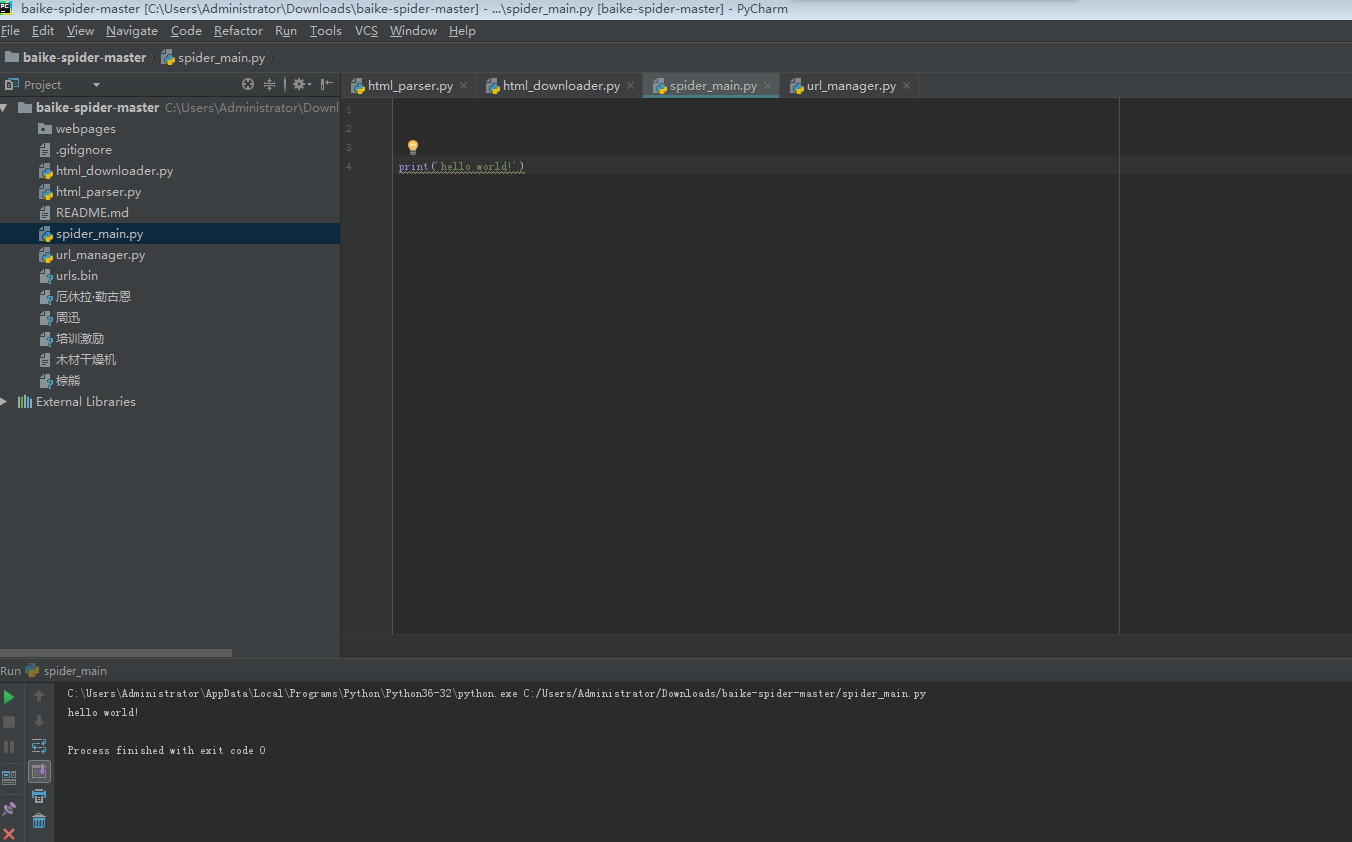 baike-spider-master [C:\Users\Administrator\Downloads\baike-spider-master] - ...\spider_main.py [baike-spider-master] - PyCharm
File Edit View Navigate Code Refactor Run Tools VCS Window Help
baike-spider-master spider_main.py
Project
html_parser.py html_downloader.py spider_main.py url_manager.py
baike-spider-master C:\Users\Administrator\Downl
webpages
.gitignore
html_downloader.py
html_parser.py
README.md
spider_main.py
url_manager.py
urls.bin
厄休拉·勒古恩
周迅
培训激励
木材干燥机
棕熊
External Libraries
1
2
3
4 print('hello world!')
Run spider_main
C:\Users\Administrator\AppData\Local\Programs\Python\Python36-32\python.exe C:/Users/Administrator/Downloads/baike-spider-master/spider_main.py
hello world!
Process finished with exit code 0